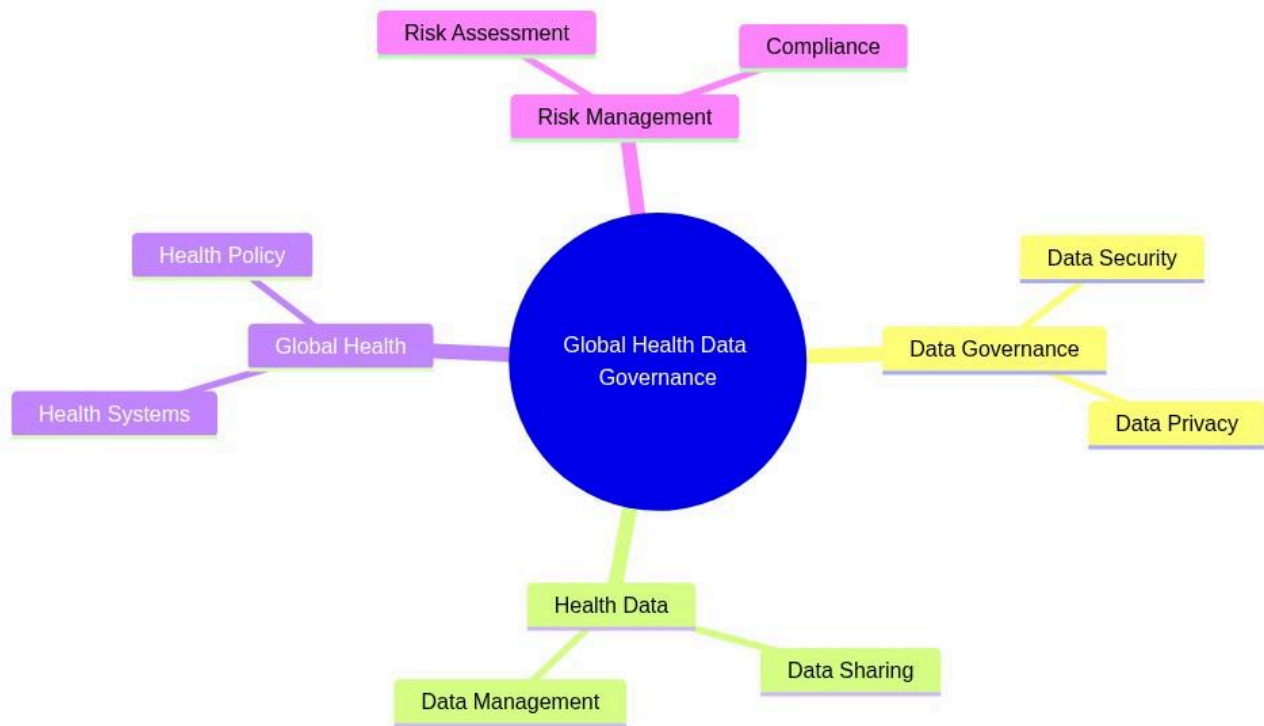 Risk Assessment
Compliance
Risk Management
Health Policy
Data Security
Global Health
Global Health Data
Governance
Data Governance
Health Systems
Data Privacy
Health Data
Data Sharing
Data Management